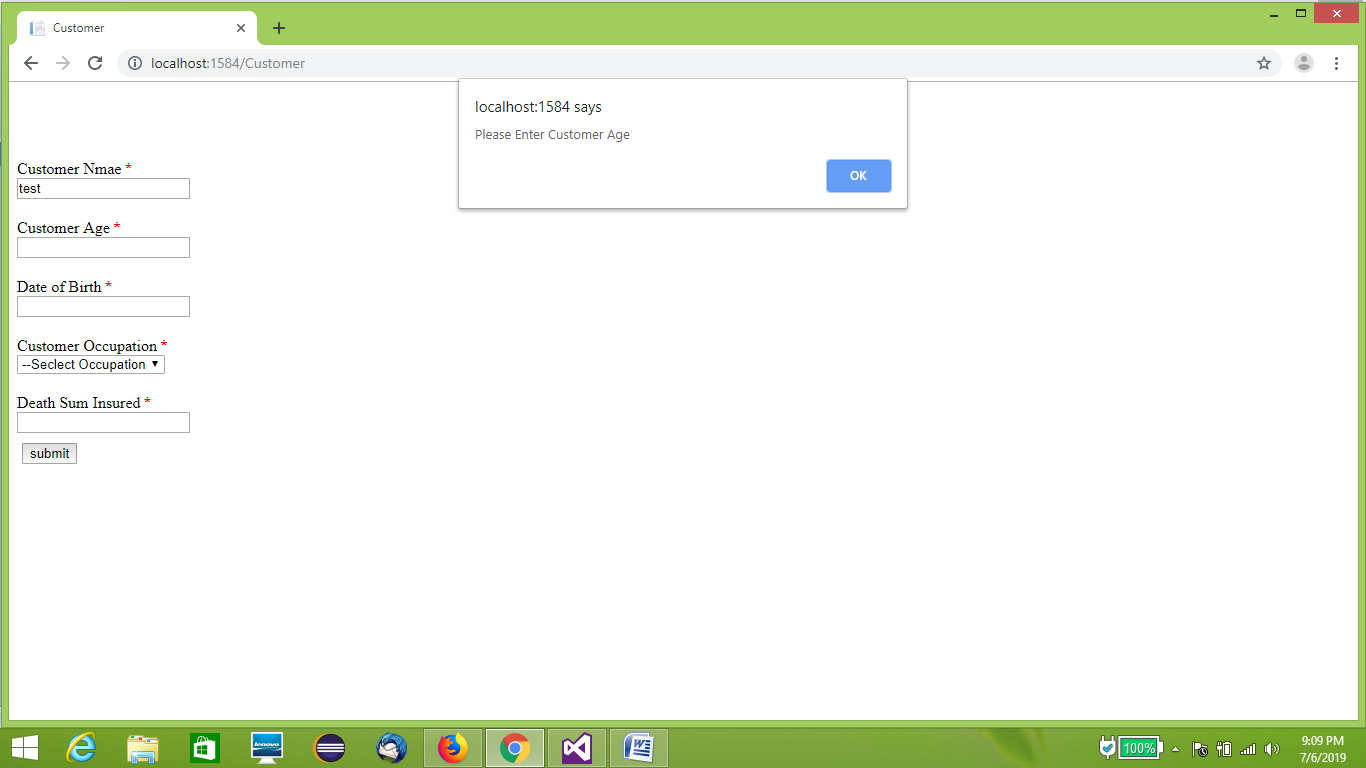 Customer
localhost:1584/Customer
localhost:1584 says
Please Enter Customer Age
OK
Customer Nmae *
test
Customer Age *
Date of Birth *
Customer Occupation *
--Seclect Occupation
Death Sum Insured *
submit
lenovo
100%
9:09 PM
7/6/2019